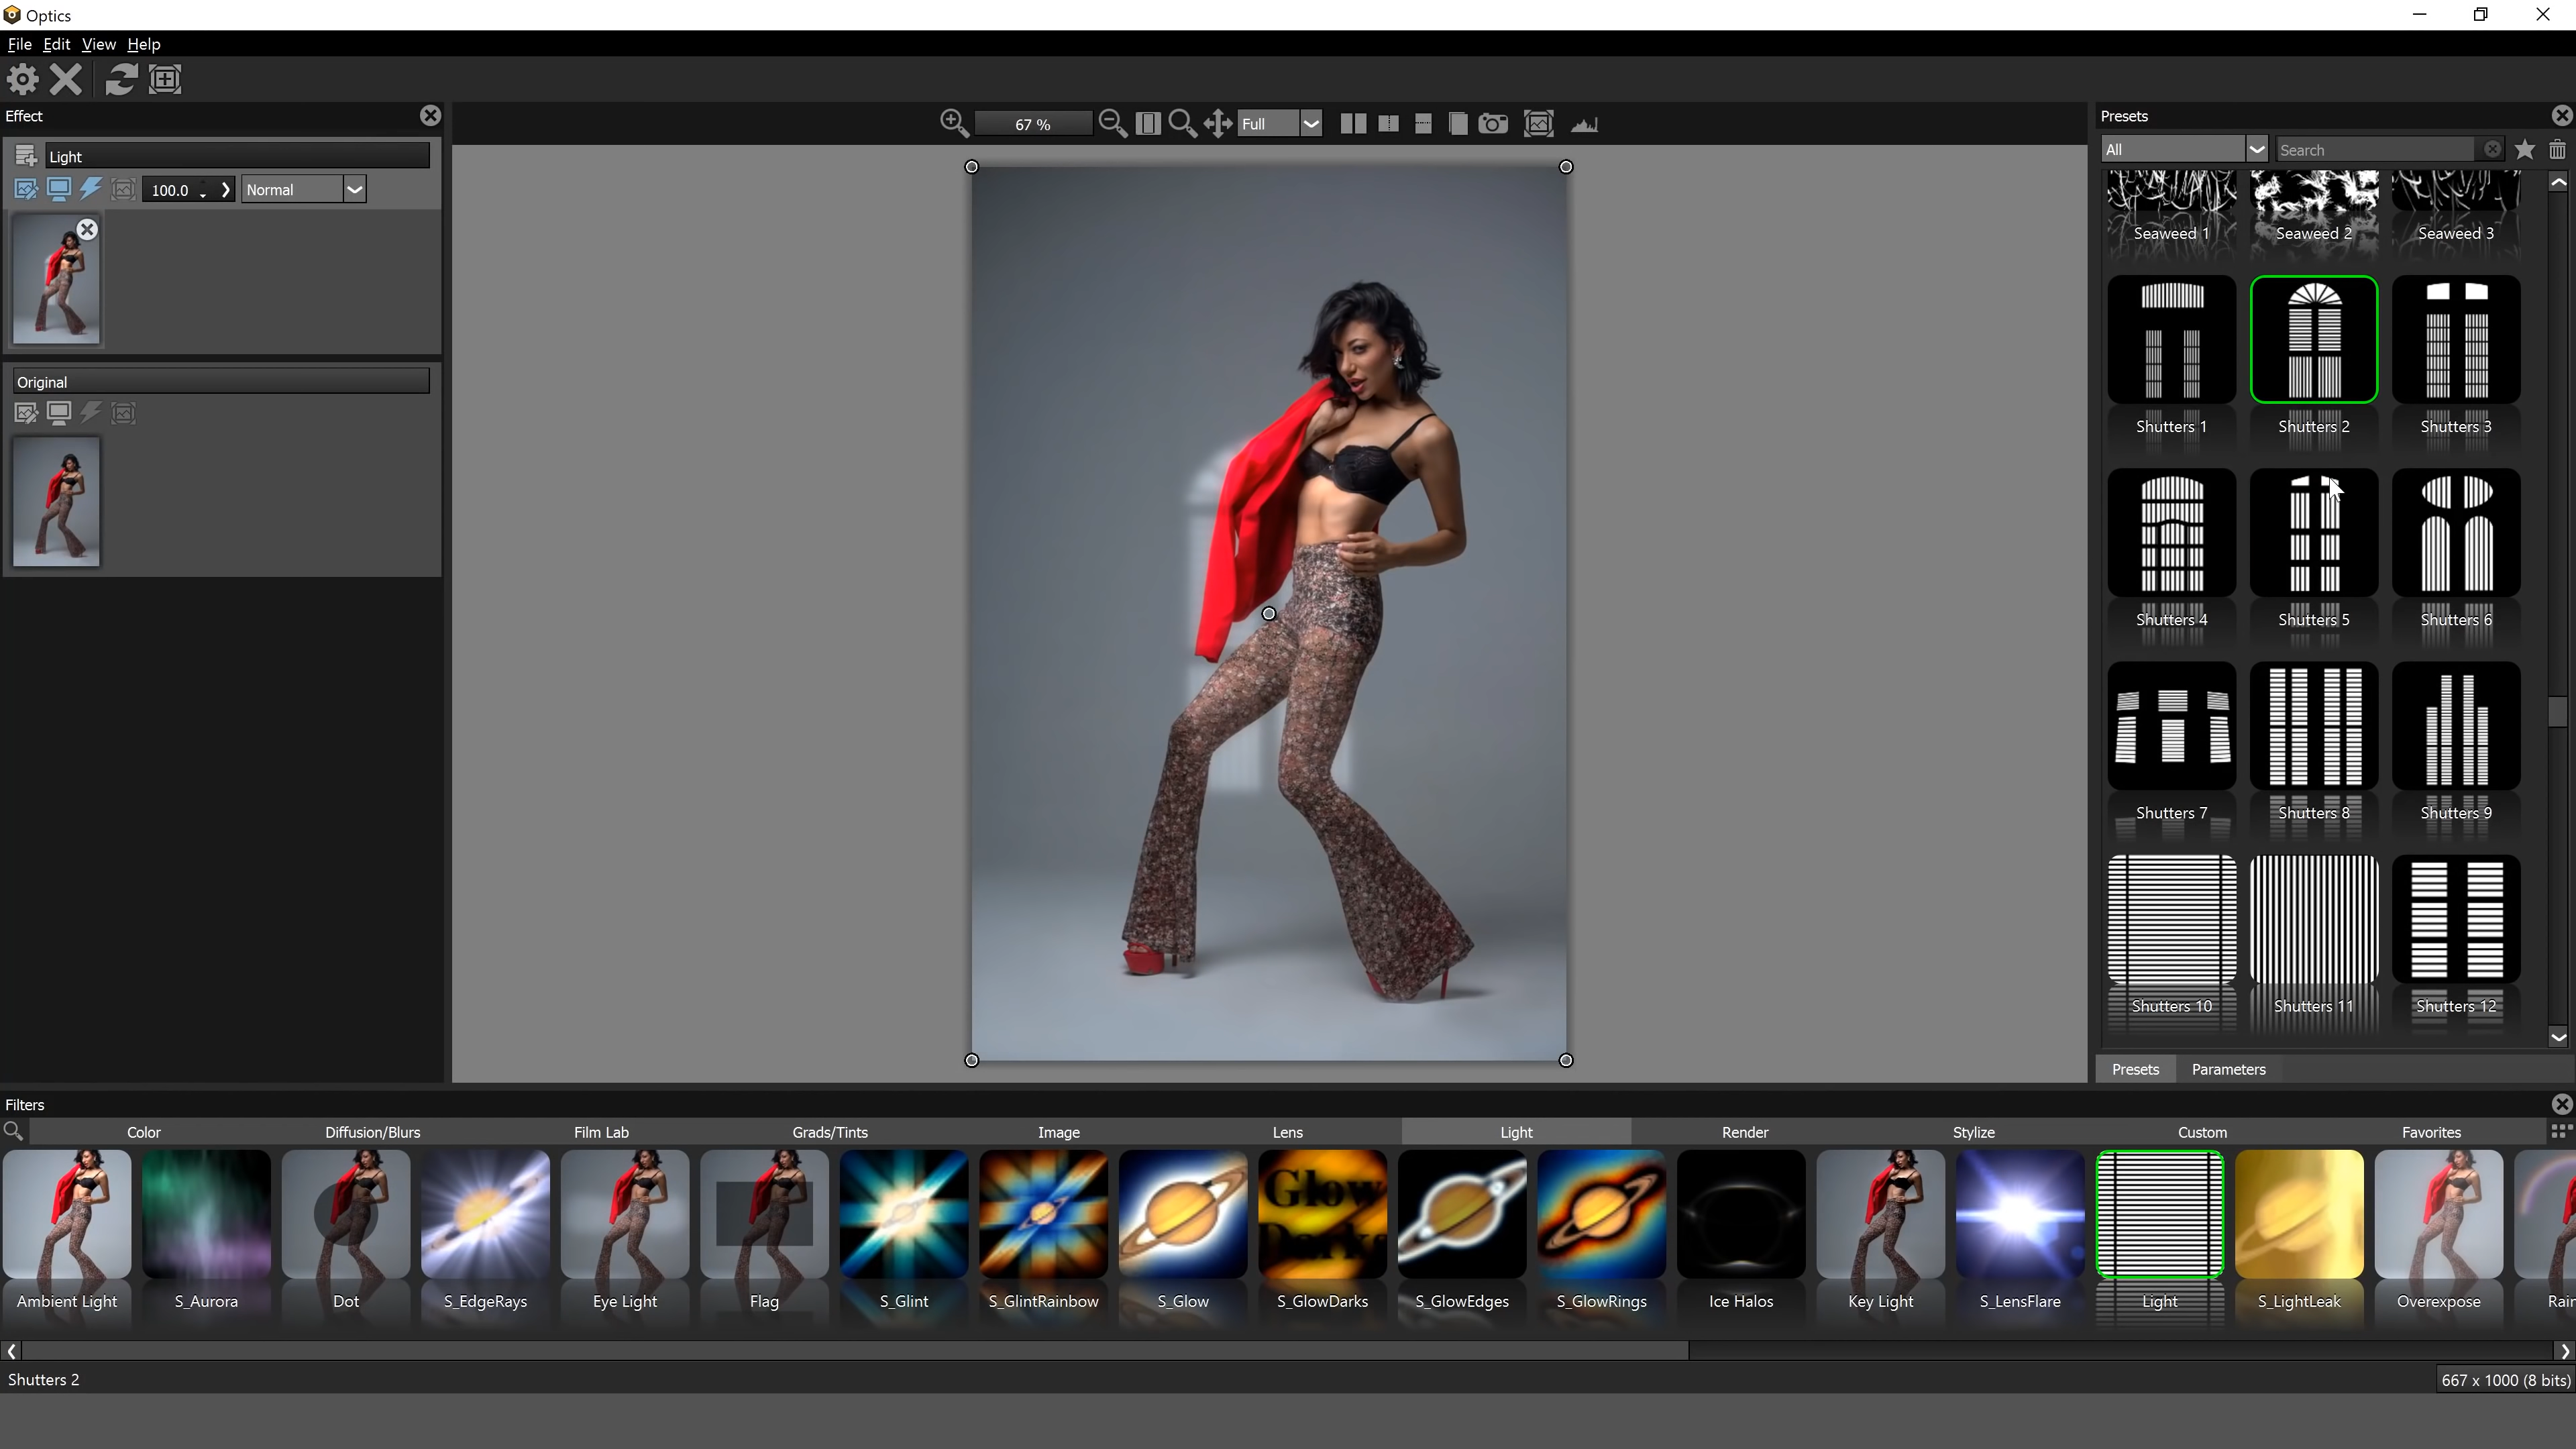 Optics
File Edit View Help
Effect
67 %
Full
Presets
Light
All
Search
100.0
Normal
Seaweed 1
Seaweed 2
Seaweed 3
Original
Shutters 1
Shutters 2
Shutters 3
Shutters 4
Shutters 5
Shutters 6
Shutters 7
Shutters 8
Shutters 9
Shutters 10
Shutters 11
Shutters 12
Presets
Parameters
Filters
Color
Diffusion/Blurs
Film Lab
Grads/Tints
Image
Lens
Light
Render
Stylize
Custom
Favorites
Glow
Darks
Ambient Light
S_Aurora
Dot
S_EdgeRays
Eye Light
Flag
S_Glint
S_GlintRainbow
S_Glow
S_GlowDarks
S_GlowEdges
S_GlowRings
Ice Halos
Key Light
S_LensFlare
Light
S_LightLeak
Overexpose
Rain
Shutters 2
667 x 1000 (8 bits)